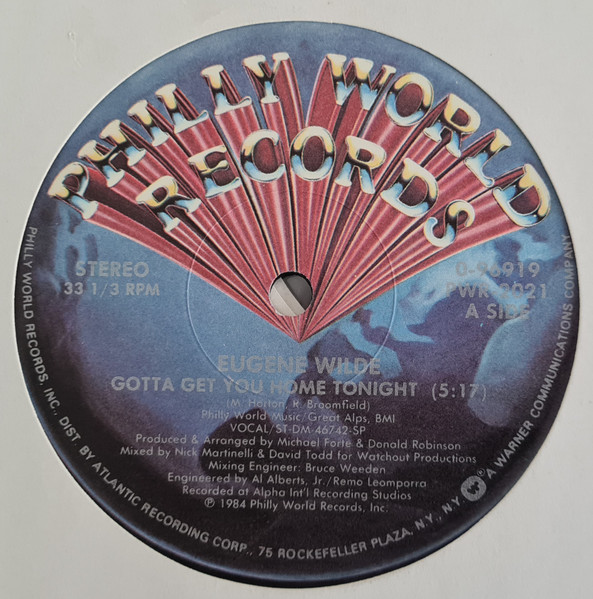 PHILLY WORLD
RECORDS
STEREO
33 1/3 RPM
0-96919
PWR 2021
A SIDE
EUGENE WILDE
GOTTA GET YOU HOME TONIGHT (5:17)
(M. Horton, R. Broomfield)
Philly World Music/Great Alps, BMI
VOCAL/ST-DM-46742-SP
Produced & Arranged by Michael Forte & Donald Robinson
Mixed by Nick Martinelli & David Todd for Watchout Productions
Mixing Engineer: Bruce Weeden
Engineered by Al Alberts, Jr./Remo Leomporra
Recorded at Alpha Int'l Recording Studios
℗ 1984 Philly World Records, Inc.
PHILLY WORLD RECORDS, INC. DIST BY ATLANTIC RECORDING CORP., 75 ROCKEFELLER PLAZA, N.Y., N.Y. A WARNER COMMUNICATIONS COMPANY